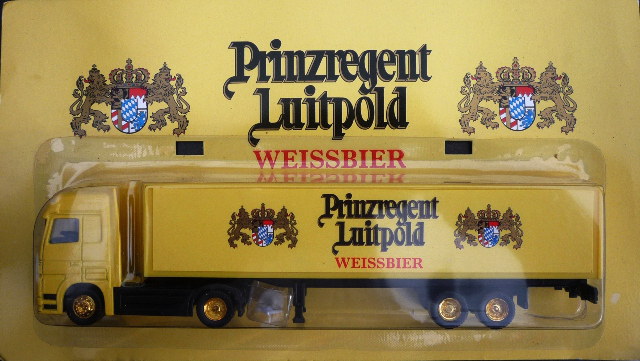 Prinzregent
Luitpold
WEISSBIER
Prinzregent
Luitpold
WEISSBIER